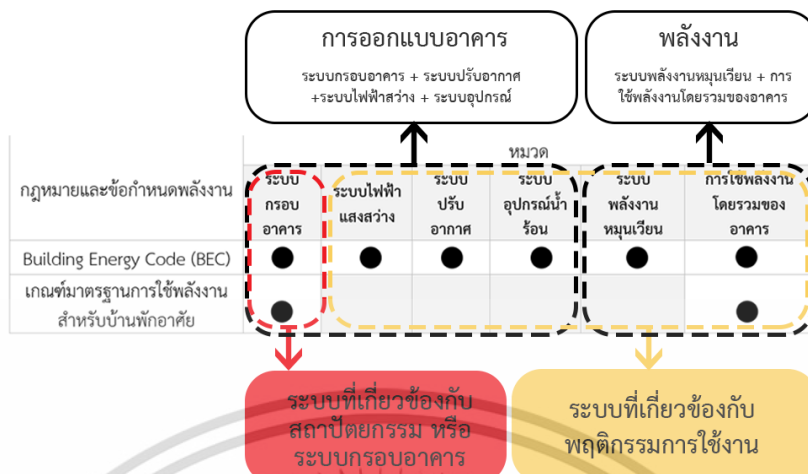 การออกแบบอาคาร
ระบบกรอบอาคาร + ระบบปรับอากาศ
+ระบบไฟฟ้าสว่าง + ระบบอุปกรณ์
พลังงาน
ระบบพลังงานหมุนเวียน + การ
ใช้พลังงานโดยรวมของอาคาร
กฎหมายและข้อกำหนดพลังงาน
หมวด
ระบบ
กรอบ
อาคาร
ระบบไฟฟ้า
แสงสว่าง
ระบบ
ปรับ
อากาศ
ระบบ
อุปกรณ์น้ำ
ร้อน
ระบบ
พลังงาน
หมุนเวียน
การใช้พลังงาน
โดยรวมของ
อาคาร
Building Energy Code (BEC)
เกณฑ์มาตรฐานการใช้พลังงาน
สำหรับบ้านพักอาศัย
ระบบที่เกี่ยวข้องกับ
สถาปัตยกรรม หรือ
ระบบกรอบอาคาร
ระบบที่เกี่ยวข้องกับ
พฤติกรรมการใช้งาน